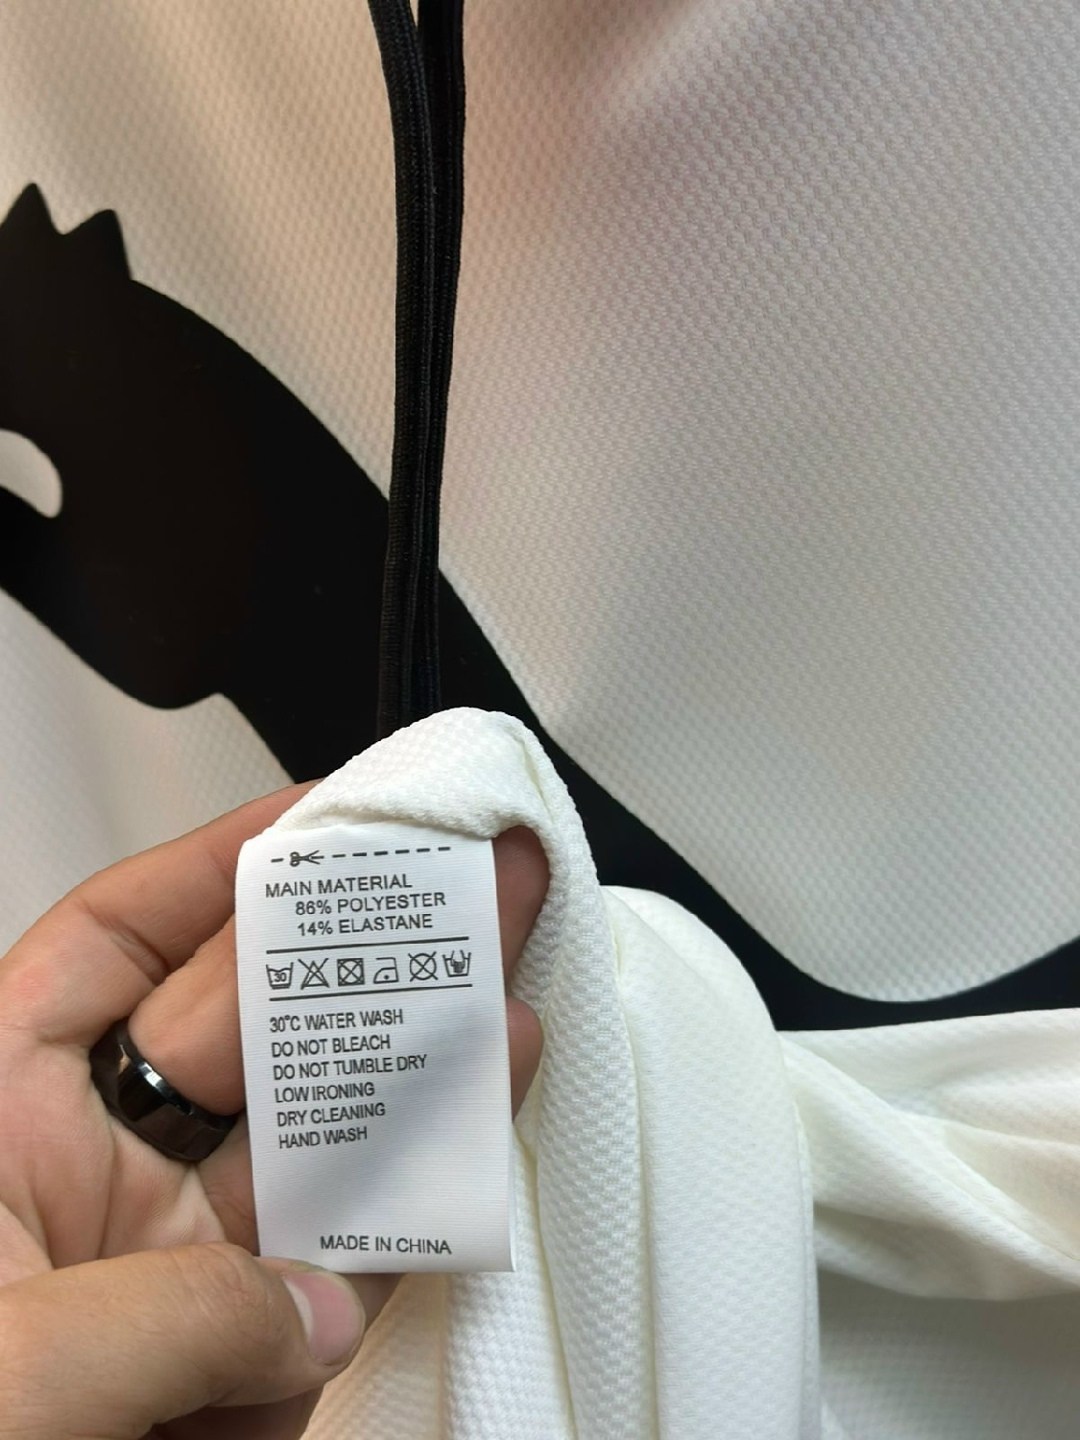 MAIN MATERIAL
86% POLYESTER
14% ELASTANE
30
30°C WATER WASH
DO NOT BLEACH
DO NOT TUMBLE DRY
LOW IRONING
DRY CLEANING
HAND WASH
MADE IN CHINA